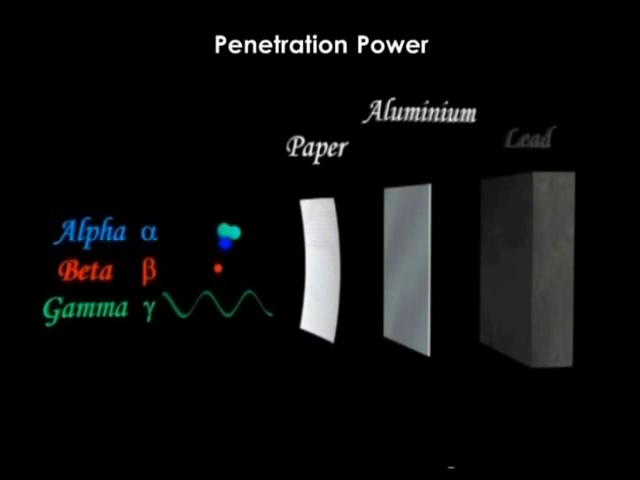 Penetration Power
Aluminium
Lead
Paper
Alpha α
Beta β
Gamma γ